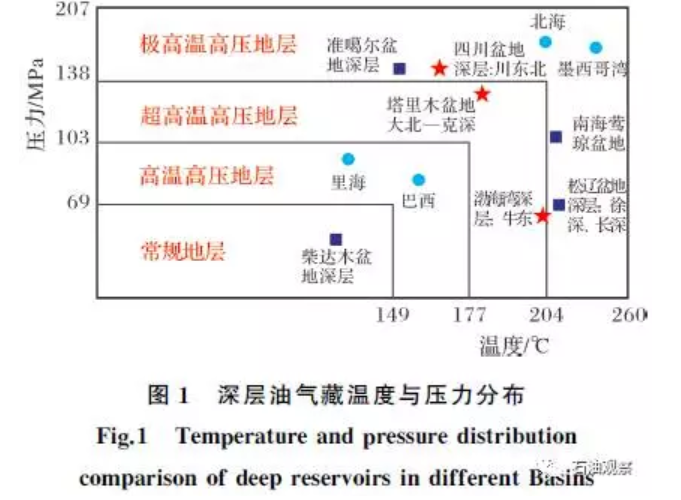 207
极高温高压地层
准噶尔盆
地深层
四川盆地
深层:川东北
北海
墨西哥湾
138
超高温高压地层
塔里木盆地
大北—克深
103
南海莺
琼盆地
高温高压地层
里海
巴西
渤海湾深
层:牛东
松辽盆地
深层:徐
深、长深
69
常规地层
柴达木盆
地深层
压力/MPa
149 177 204 260
温度/℃
图 1 深层油气藏温度与压力分布
Fig.1 Temperature and pressure distribution
comparison of deep reservoirs in different Basins
石油观察